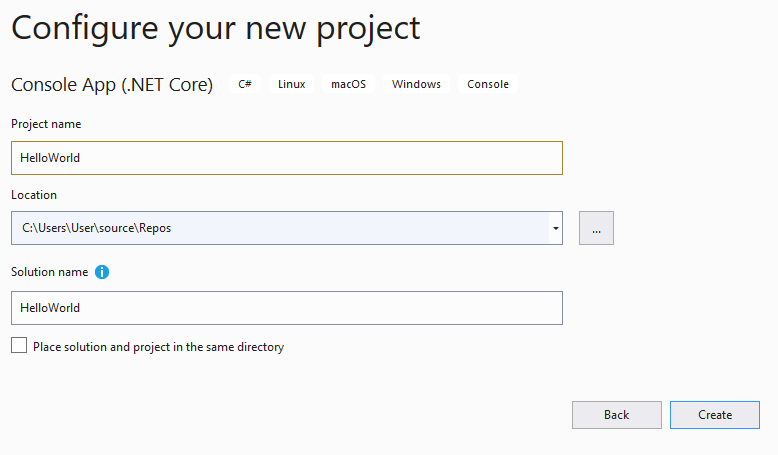 Configure your new project
Console App (.NET Core) C# Linux macOS Windows Console
Project name
HelloWorld
Location
C:\Users\User\source\Repos
...
Solution name i
HelloWorld
Place solution and project in the same directory
Back Create